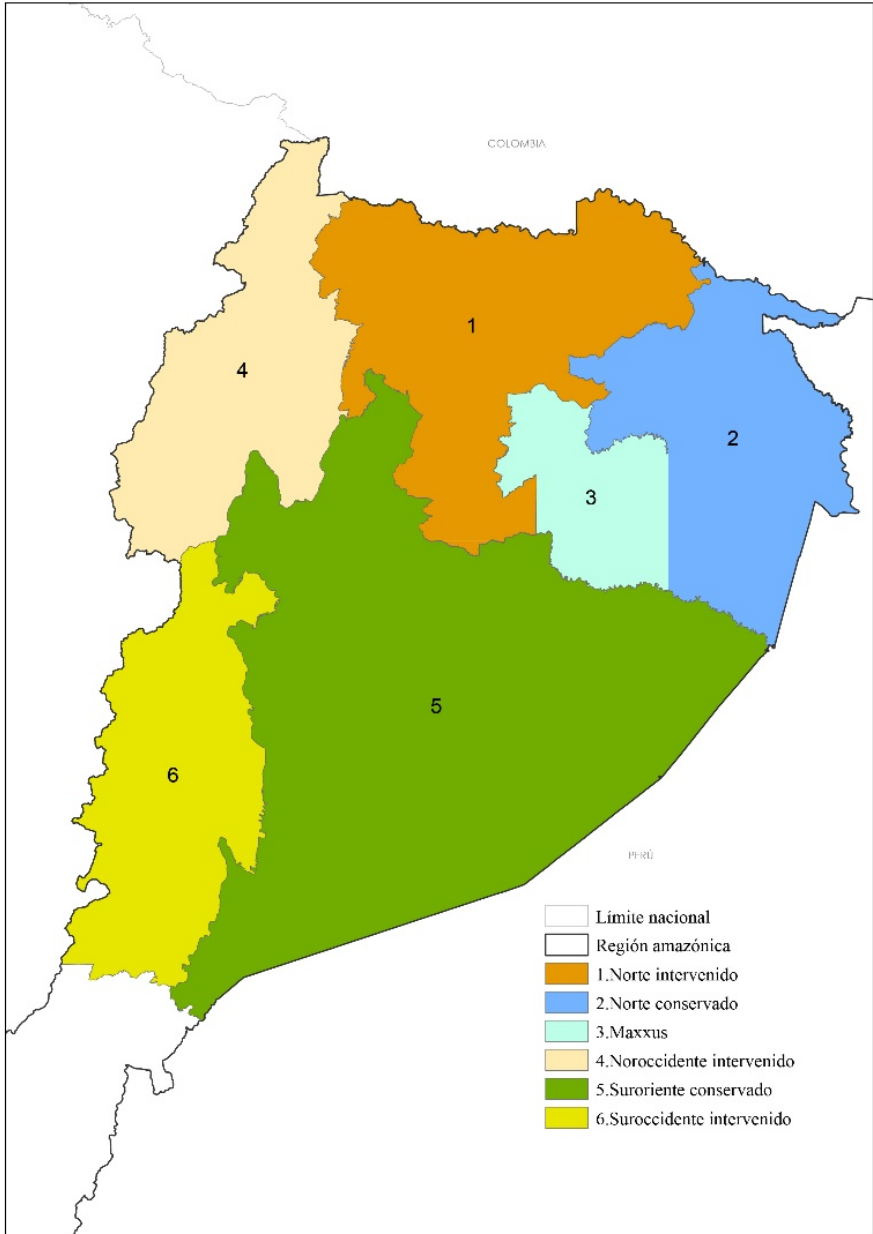 COLOMBIA
1
4
2
3
5
6
PERÚ
Límite nacional
Región amazónica
1.Norte intervenido
2.Norte conservado
3.Maxxus
4.Noroccidente intervenido
5.Suroriente conservado
6.Suroccidente intervenido